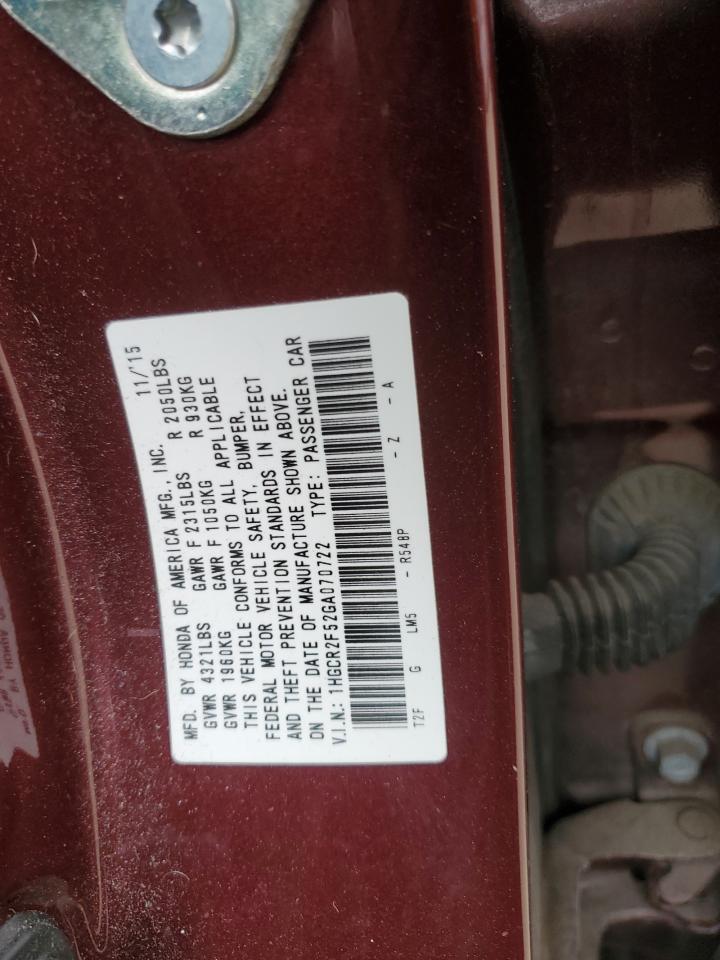 MFD. BY HONDA OF AMERICA MFG., INC. 11/'15
GVWR 4321LBS GAWR F 2315LBS R 2050LBS
GVWR 1960KG GAWR F 1050KG R 930KG
THIS VEHICLE CONFORMS TO ALL APPLICABLE
FEDERAL MOTOR VEHICLE SAFETY, BUMPER,
AND THEFT PREVENTION STANDARDS IN EFFECT
ON THE DATE OF MANUFACTURE SHOWN ABOVE.
V.I.N.: 1HGCR2F52GA070722 TYPE: PASSENGER CAR
T2F G LM5 - R548P - Z - A